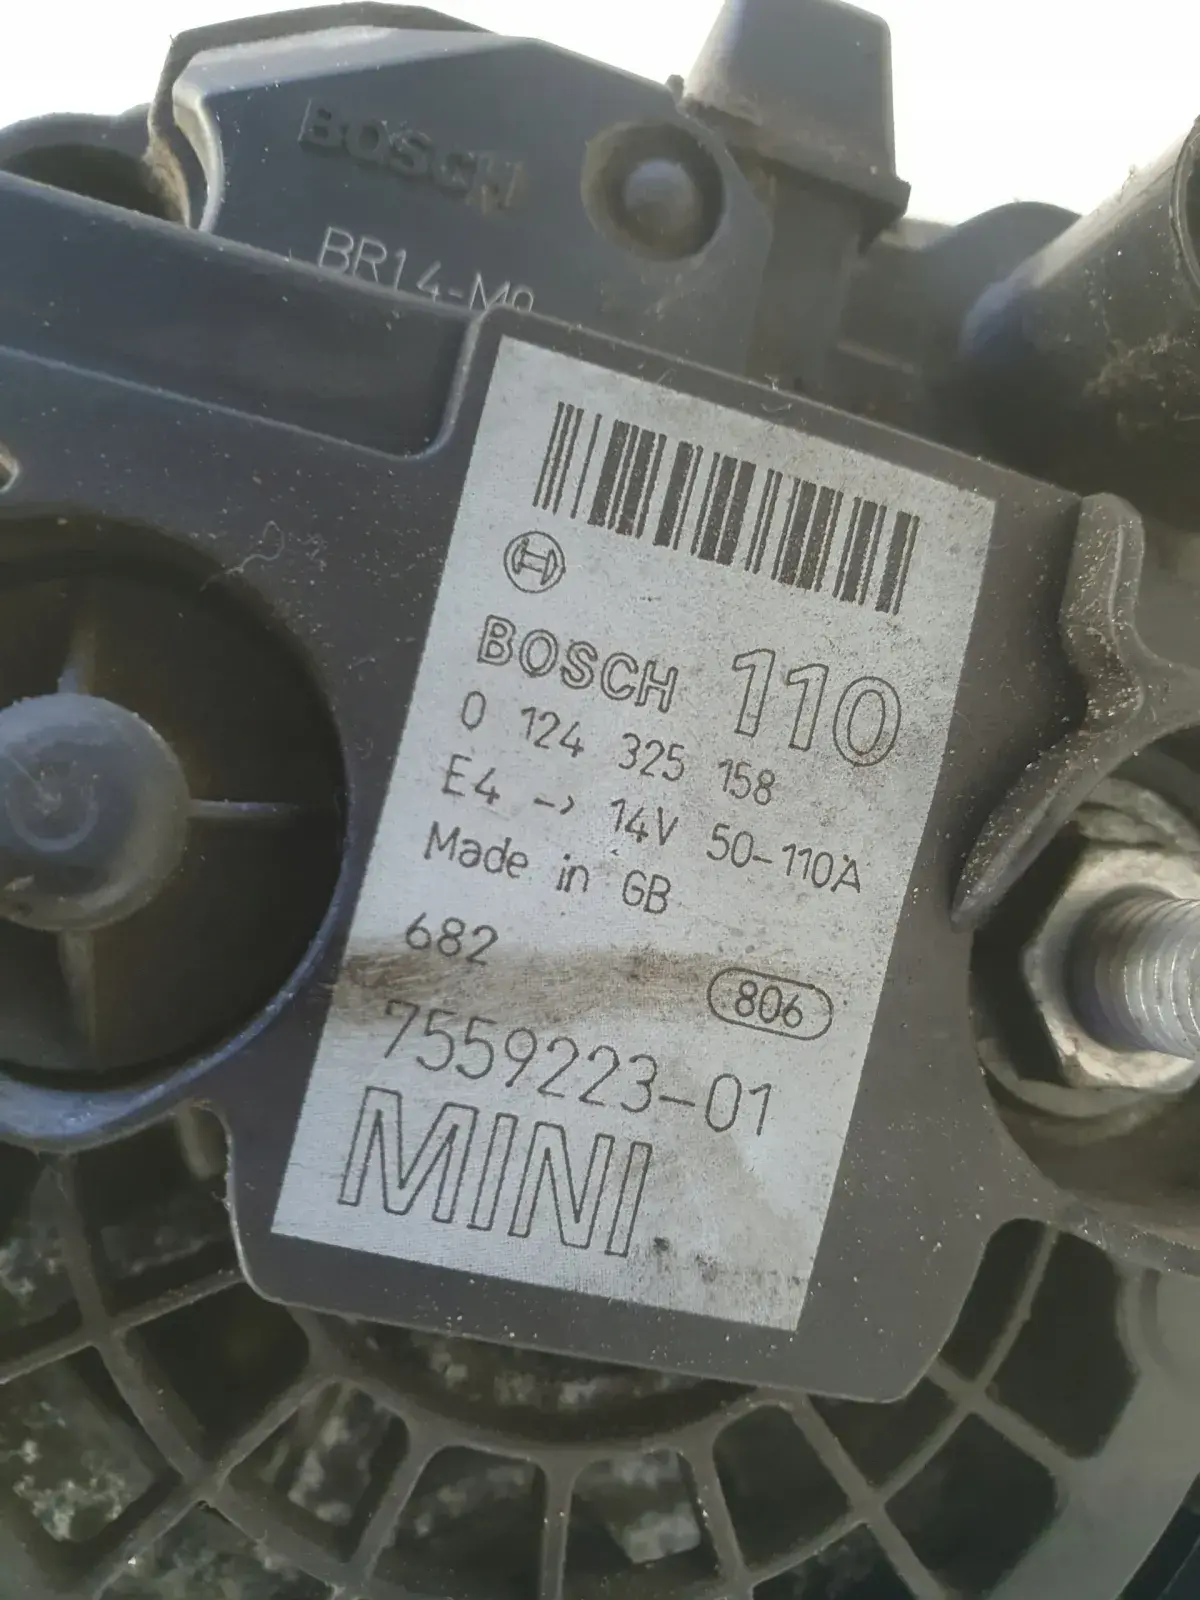 BOSCH
BR14-M0
BOSCH 110
0 124 325 158
E4 -> 14V 50-110A
Made in GB
682
806
7559223-01
MINI